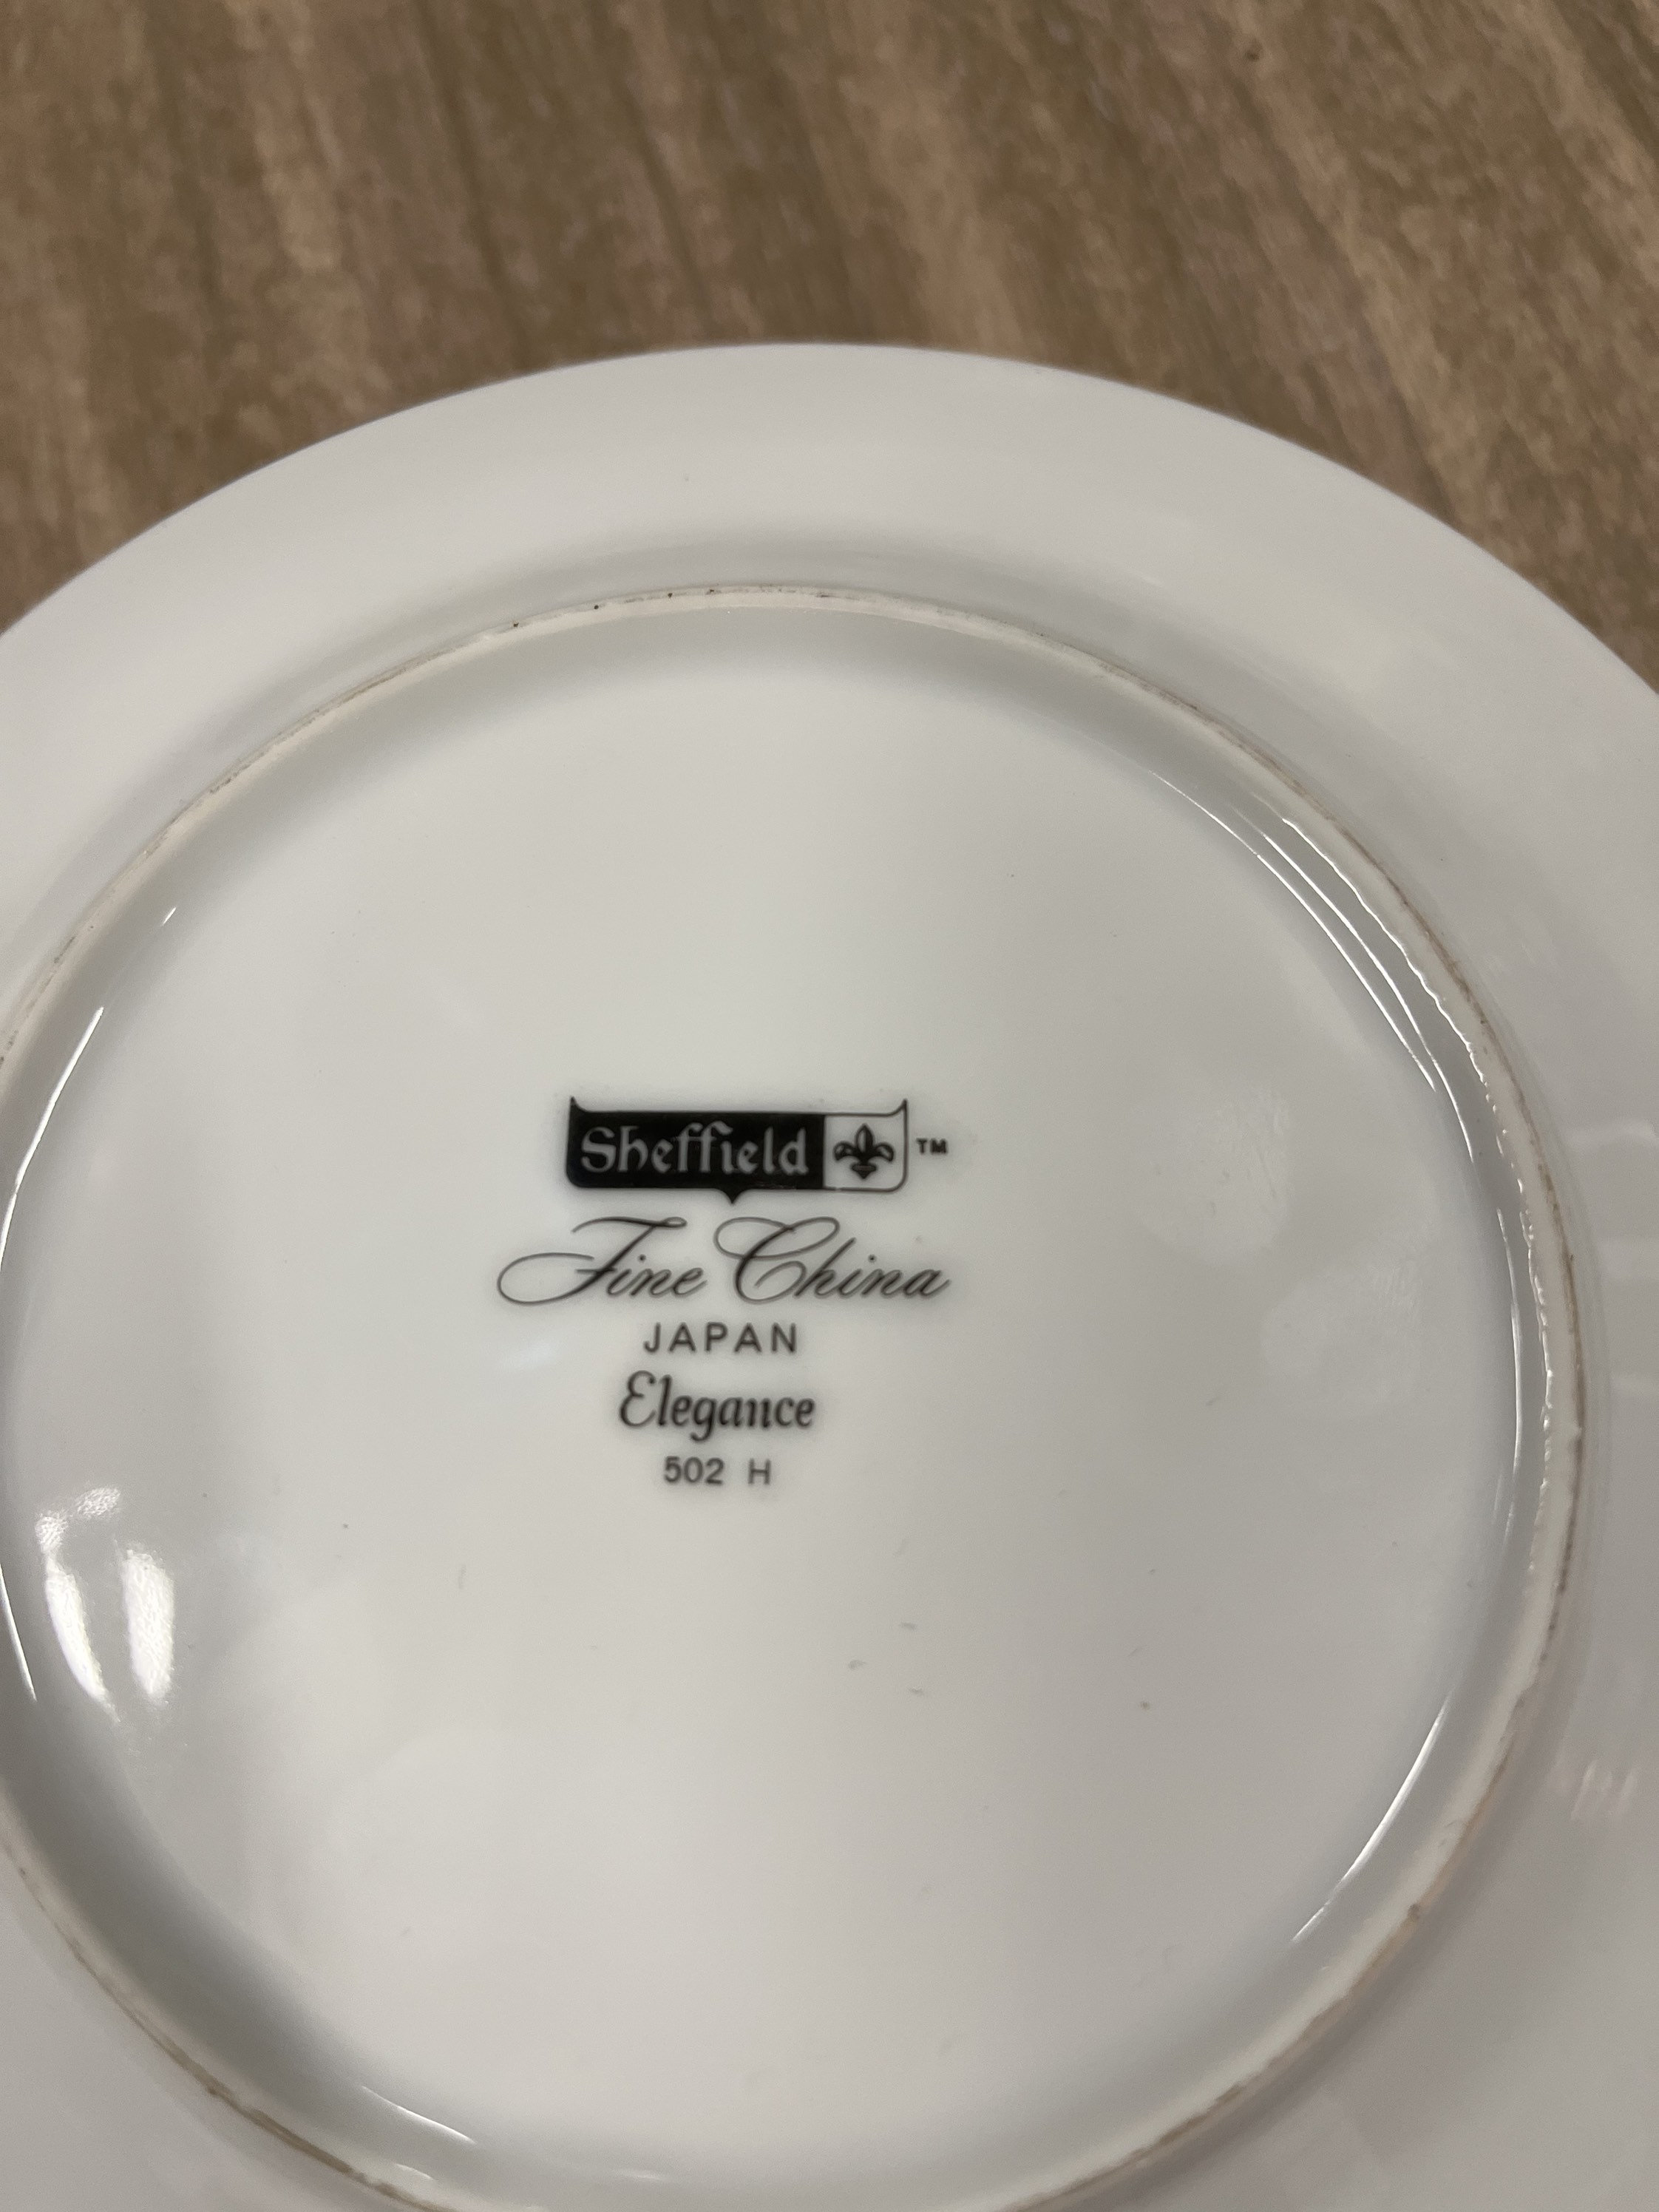 Sheffield TM
Fine China
JAPAN
Elegance
502 H